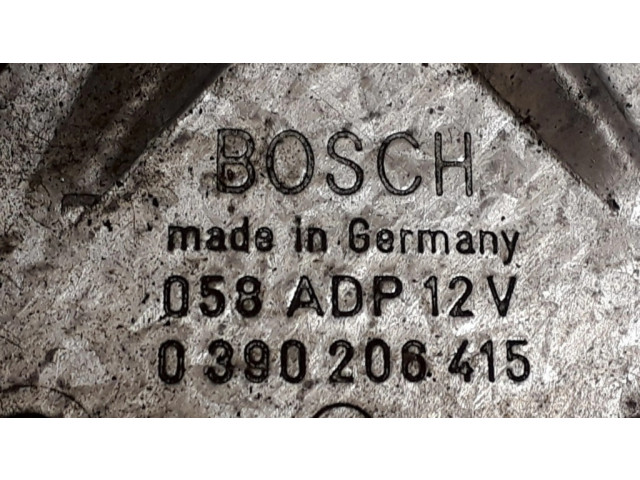 BOSCH
made in Germany
058 ADP 12V
0 390 206 415